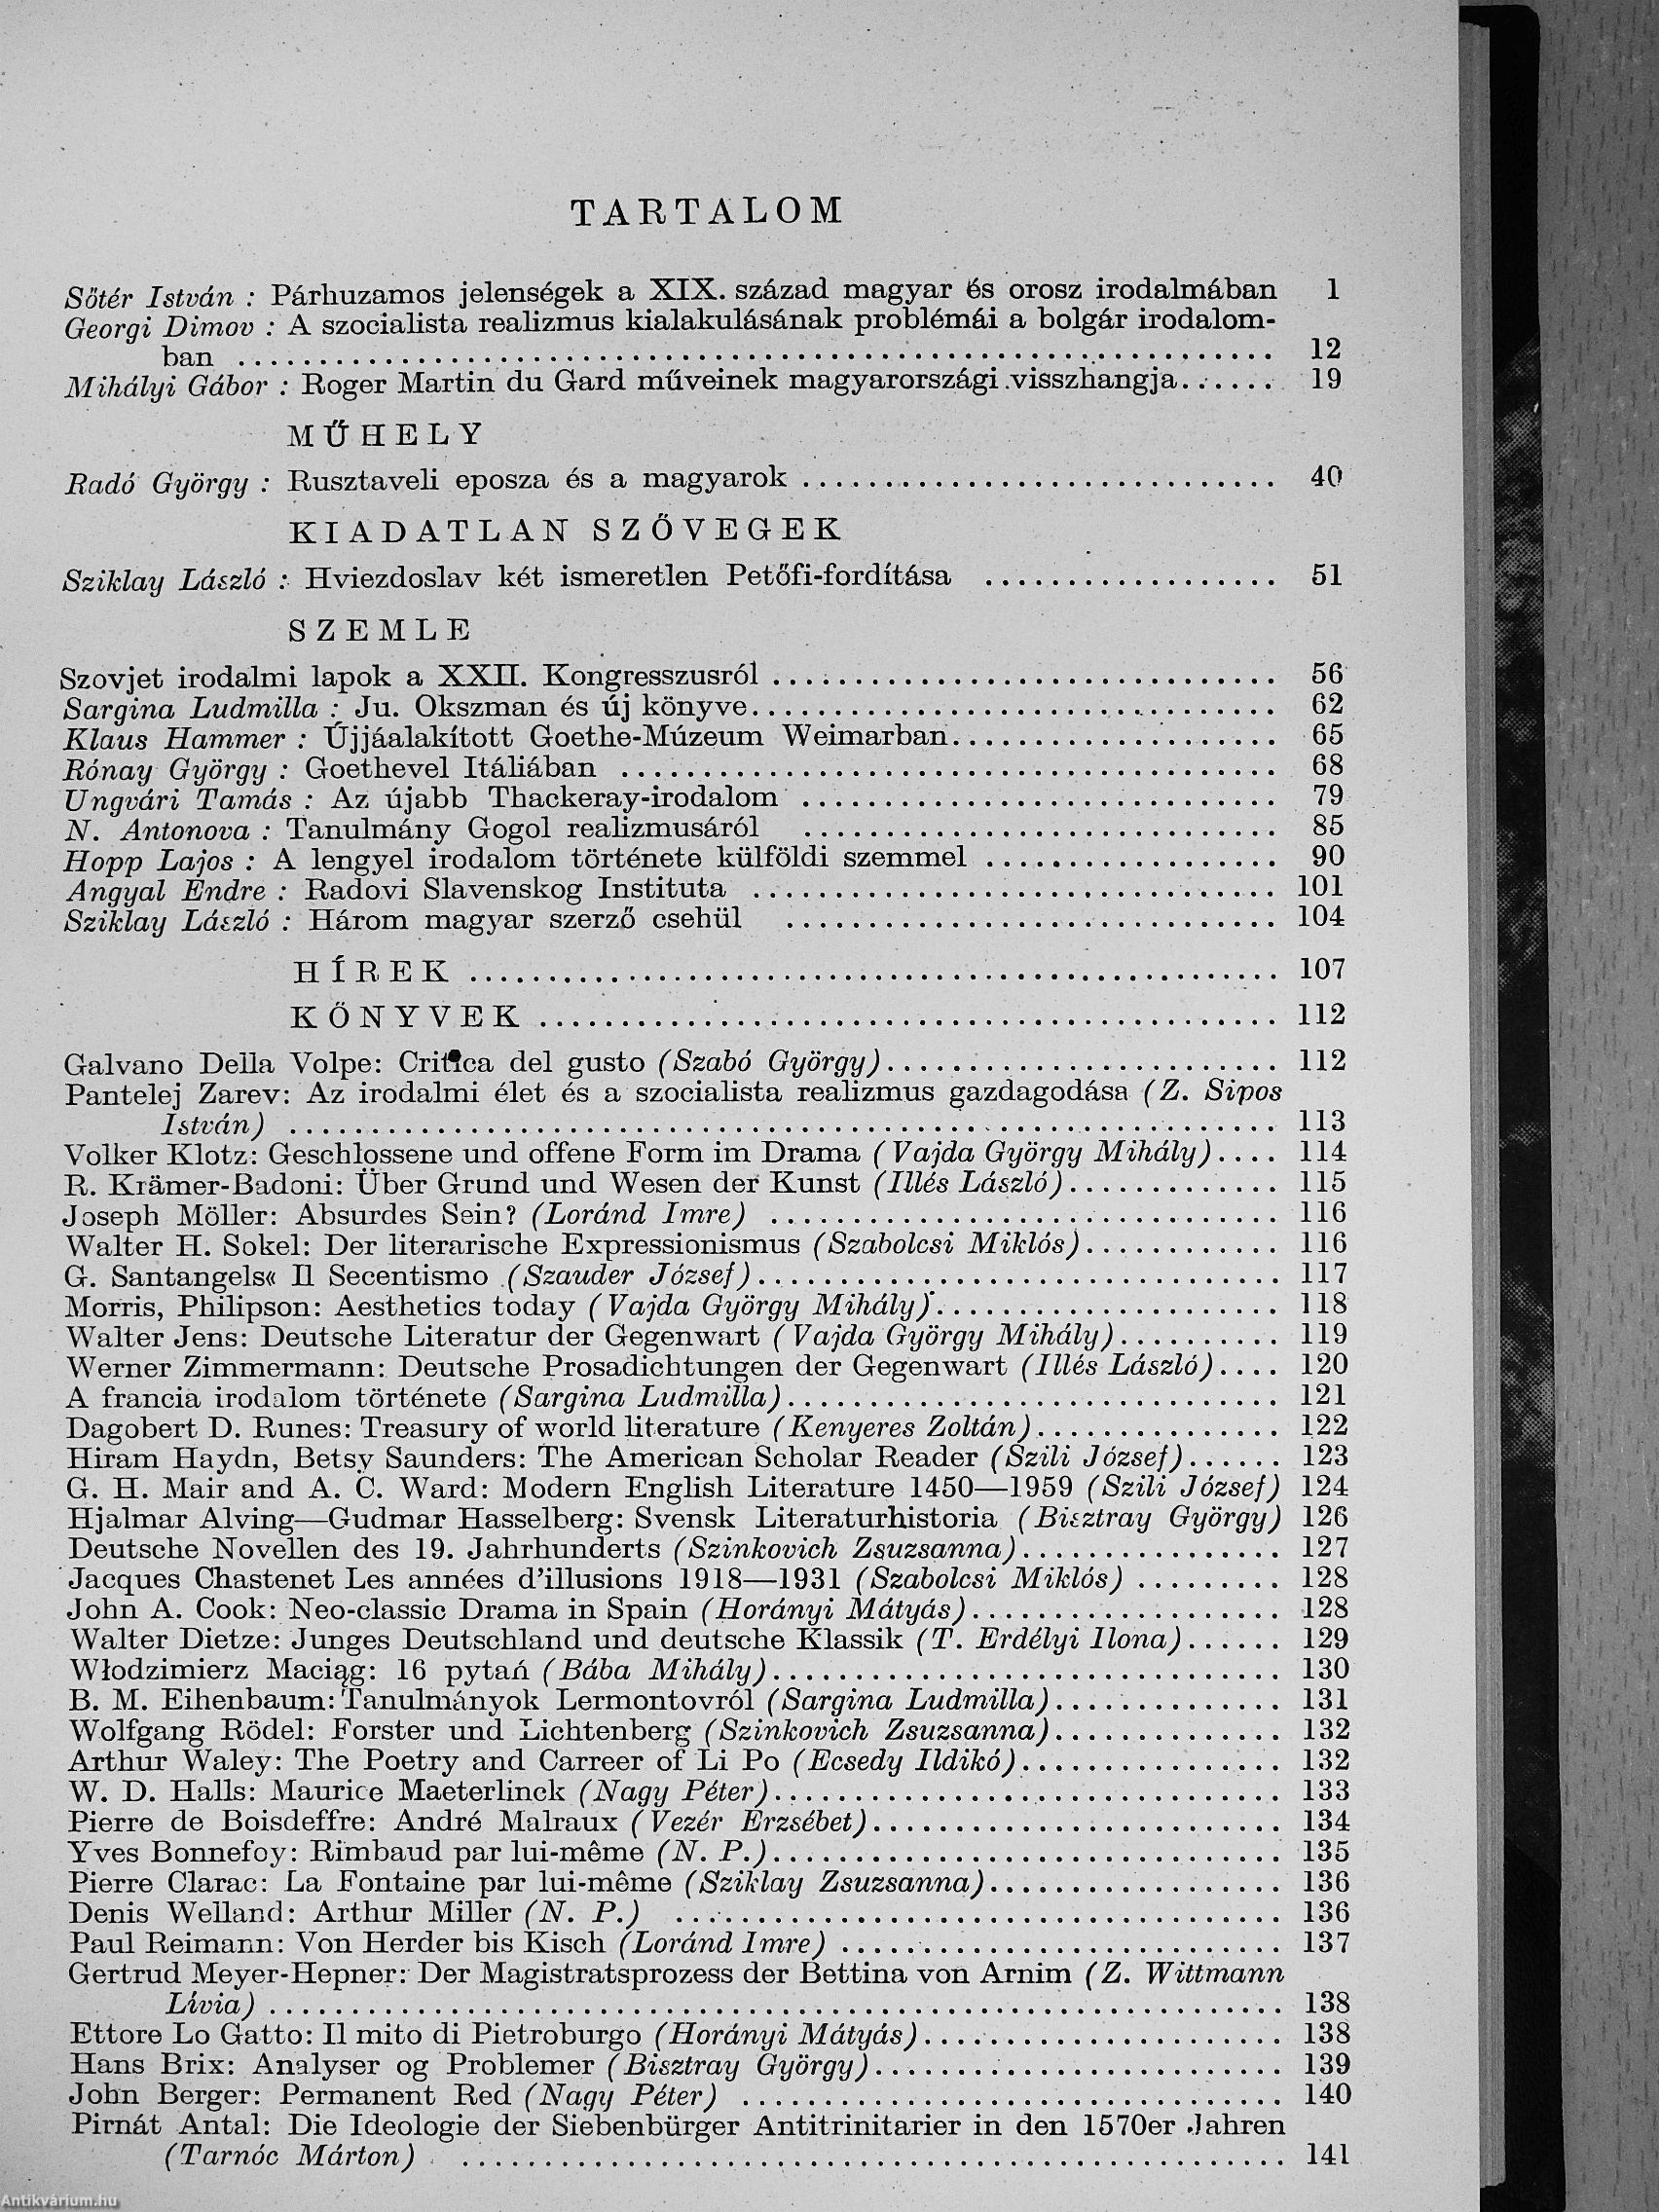 TARTALOM
Sőtér István : Párhuzamos jelenségek a XIX. század magyar és orosz irodalmában 1
Georgi Dimov : A szocialista realizmus kialakulásának problémái a bolgár irodalom-
ban 12
Mihályi Gábor : Roger Martin du Gard műveinek magyarországi visszhangja 19
MŰHELY
Radó György : Rusztaveli eposza és a magyarok 40
KIADATLAN SZÖVEGEK
Sziklay László : Hviezdoslav két ismeretlen Petőfi-fordítása 51
SZEMLE
Szovjet irodalmi lapok a XXII. Kongresszusról 56
Sargina Ludmilla : Ju. Okszman és új könyve 62
Klaus Hammer : Újjáalakított Goethe-Múzeum Weimarban 65
Rónay György : Goethevel Itáliában 68
Ungvári Tamás : Az újabb Thackeray-irodalom 79
N. Antonova : Tanulmány Gogol realizmusáról 85
Hopp Lajos : A lengyel irodalom története külföldi szemmel 90
Angyal Endre : Radovi Slavenskog Instituta 101
Sziklay László : Három magyar szerző csehül 104
HÍREK 107
KÖNYVEK 112
Galvano Della Volpe: Critica del gusto (Szabó György) 112
Pantelej Zarev: Az irodalmi élet és a szocialista realizmus gazdagodása (Z. Sipos
István) 113
Volker Klotz: Geschlossene und offene Form im Drama (Vajda György Mihály) 114
R. Krämer-Badoni: Über Grund und Wesen der Kunst (Illés László) 115
Joseph Möller: Absurdes Sein? (Loránd Imre) 116
Walter H. Sokel: Der literarische Expressionismus (Szabolcsi Miklós) 116
G. Santangels« Il Secentismo (Szauder József) 117
Morris, Philipson: Aesthetics today (Vajda György Mihály) 118
Walter Jens: Deutsche Literatur der Gegenwart (Vajda György Mihály) 119
Werner Zimmermann: Deutsche Prosadichtungen der Gegenwart (Illés László) 120
A francia irodalom története (Sargina Ludmilla) 121
Dagobert D. Runes: Treasury of world literature (Kenyeres Zoltán) 122
Hiram Haydn, Betsy Saunders: The American Scholar Reader (Szili József) 123
G. H. Mair and A. C. Ward: Modern English Literature 1450—1959 (Szili József) 124
Hjalmar Alving—Gudmar Hasselberg: Svensk Literaturhistoria (Bisztray György) 126
Deutsche Novellen des 19. Jahrhunderts (Szinkovich Zsuzsanna) 127
Jacques Chastenet Les années d'illusions 1918—1931 (Szabolcsi Miklós) 128
John A. Cook: Neo-classic Drama in Spain (Horányi Mátyás) 128
Walter Dietze: Junges Deutschland und deutsche Klassik (T. Erdélyi Ilona) 129
Włodzimierz Maciąg: 16 pytań (Bába Mihály) 130
B. M. Eihenbaum: Tanulmányok Lermontovról (Sargina Ludmilla) 131
Wolfgang Rödel: Forster und Lichtenberg (Szinkovich Zsuzsanna) 132
Arthur Waley: The Poetry and Carreer of Li Po (Ecsedy Ildikó) 132
W. D. Halls: Maurice Maeterlinck (Nagy Péter) 133
Pierre de Boisdeffre: André Malraux (Vezér Erzsébet) 134
Yves Bonnefoy: Rimbaud par lui-même (N. P.) 135
Pierre Clarac: La Fontaine par lui-même (Sziklay Zsuzsanna) 136
Denis Welland: Arthur Miller (N. P.) 136
Paul Reimann: Von Herder bis Kisch (Loránd Imre) 137
Gertrud Meyer-Hepner: Der Magistratsprozess der Bettina von Arnim (Z. Wittmann
Lívia) 138
Ettore Lo Gatto: Il mito di Pietroburgo (Horányi Mátyás) 138
Hans Brix: Analyser og Problemer (Bisztray György) 139
John Berger: Permanent Red (Nagy Péter) 140
Pirnát Antal: Die Ideologie der Siebenbürger Antitrinitarier in den 1570er Jahren
(Tarnóc Márton) 141
Antikvárium.hu